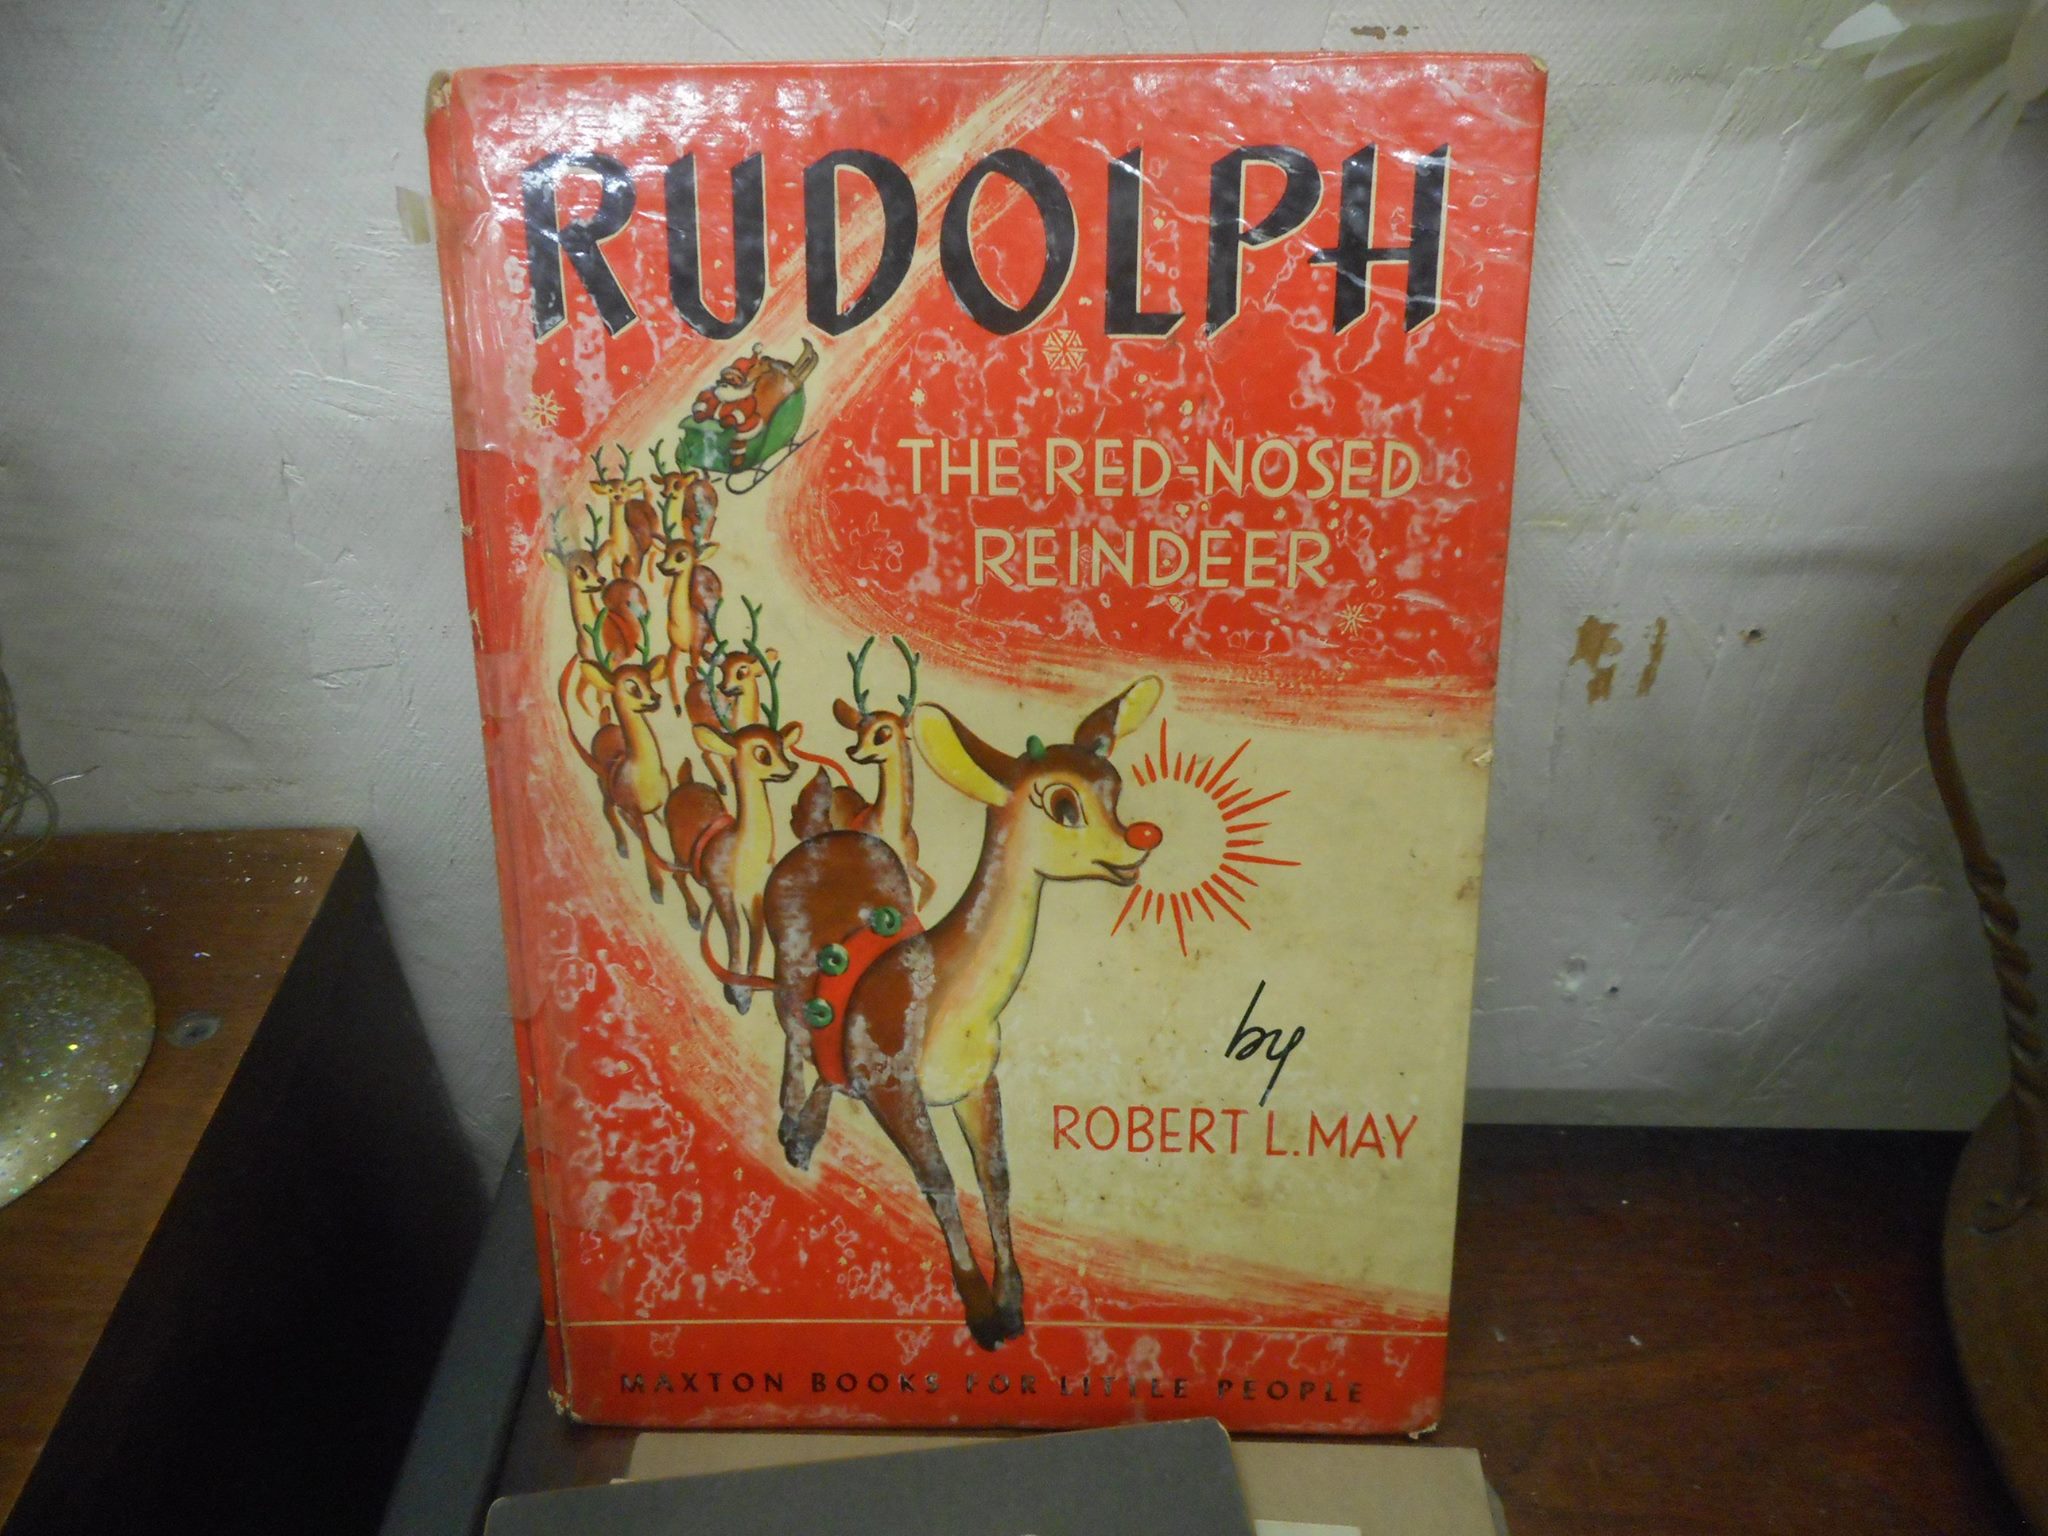 RUDOLPH
THE RED-NOSED
REINDEER
by
ROBERT L. MAY
MAXTON BOOKS FOR LITTLE PEOPLE